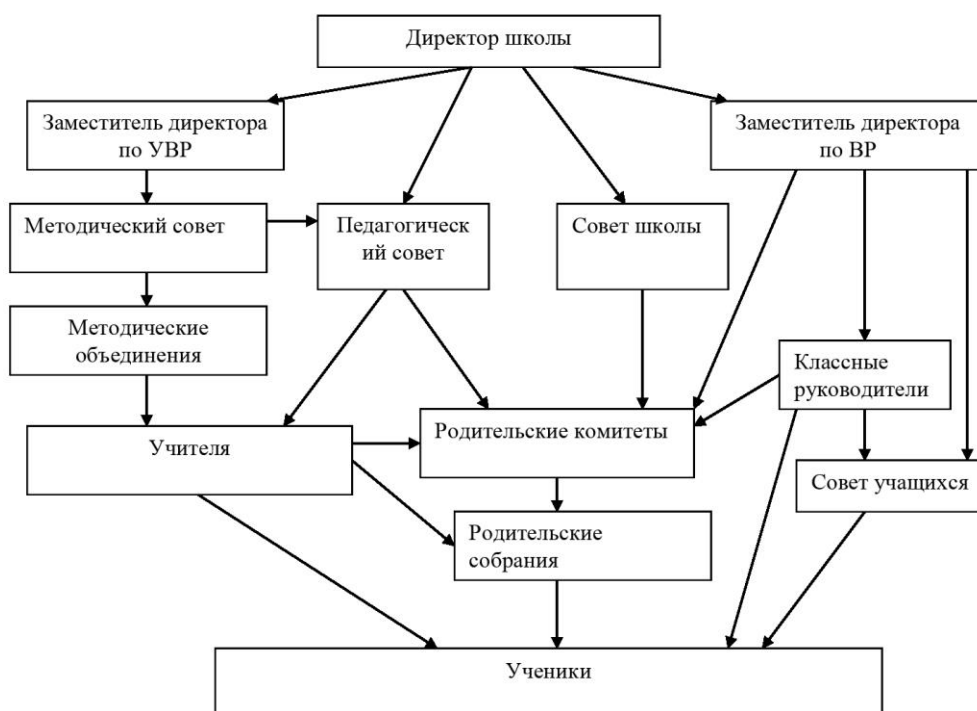 Директор школы
Заместитель директора
по УВР
Заместитель директора
по ВР
Методический совет
Педагогическ
ий совет
Совет школы
Методические
объединения
Классные
руководители
Учителя
Родительские комитеты
Совет учащихся
Родительские
собрания
Ученики